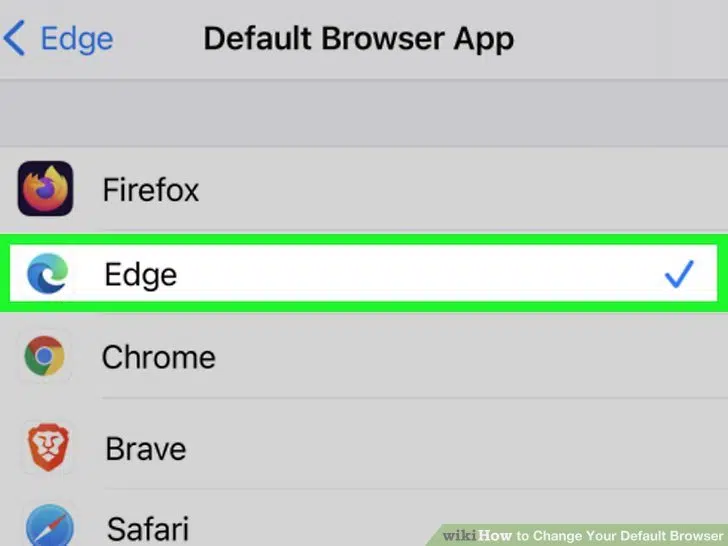 Edge
Default Browser App
Firefox
Edge
Chrome
Brave
Safari
wikiHow to Change Your Default Browser